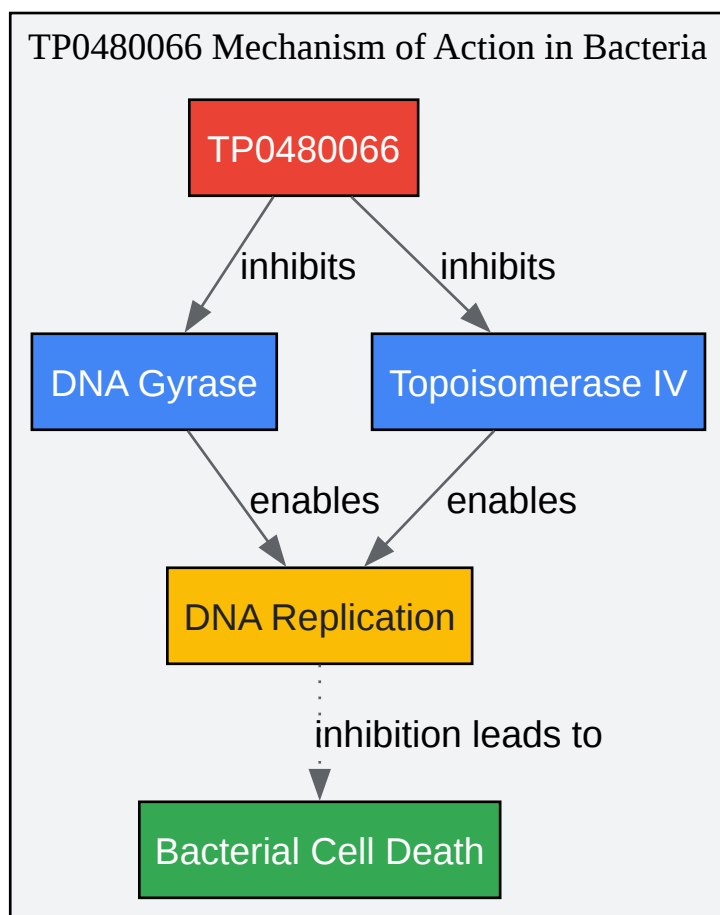 TP0480066 Mechanism of Action in Bacteria
TP0480066
inhibits
inhibits
DNA Gyrase
Topoisomerase IV
enables
enables
DNA Replication
inhibition leads to
Bacterial Cell Death